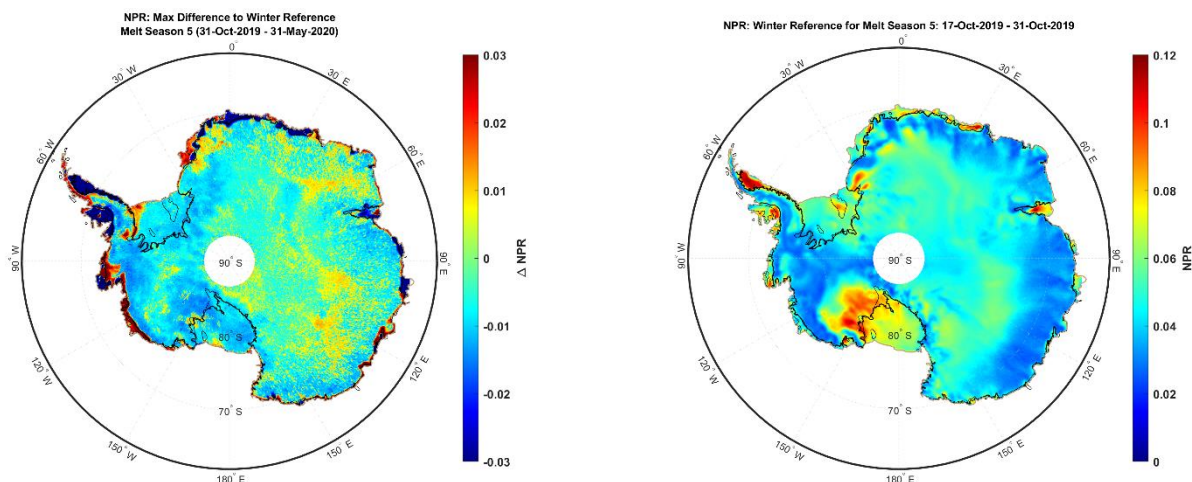 NPR: Max Difference to Winter Reference
Melt Season 5 (31-Oct-2019 - 31-May-2020)
0°
30° E
60° E
90° E
120° E
150° E
180° E
150° W
120° W
90° W
60° W
30° W
90° S
80° S
70° S
0.03
0.02
0.01
0
-0.01
-0.02
-0.03
Δ NPR
NPR: Winter Reference for Melt Season 5: 17-Oct-2019 - 31-Oct-2019
0°
30° E
60° E
90° E
120° E
150° E
180° E
150° W
120° W
90° W
60° W
30° W
90° S
80° S
70° S
0.12
0.1
0.08
0.06
0.04
0.02
0
NPR